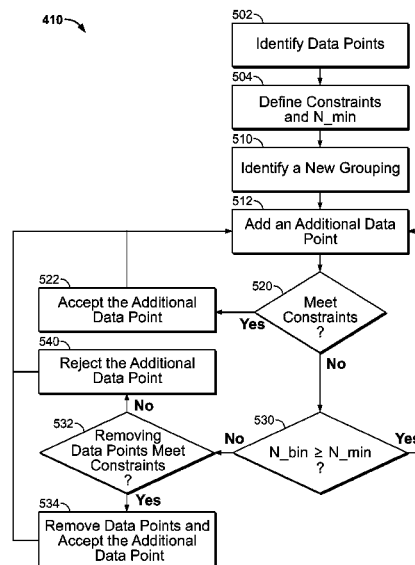 410
502
Identify Data Points
504
Define Constraints
and N_min
510
Identify a New Grouping
512
Add an Additional Data
Point
522
Accept the Additional
Data Point
520
Meet
Constraints
?
Yes
No
540
Reject the Additional
Data Point
No
532
Removing
Data Points Meet
Constraints
?
No
530
N_bin ≥ N_min
?
Yes
Yes
534
Remove Data Points and
Accept the Additional
Data Point